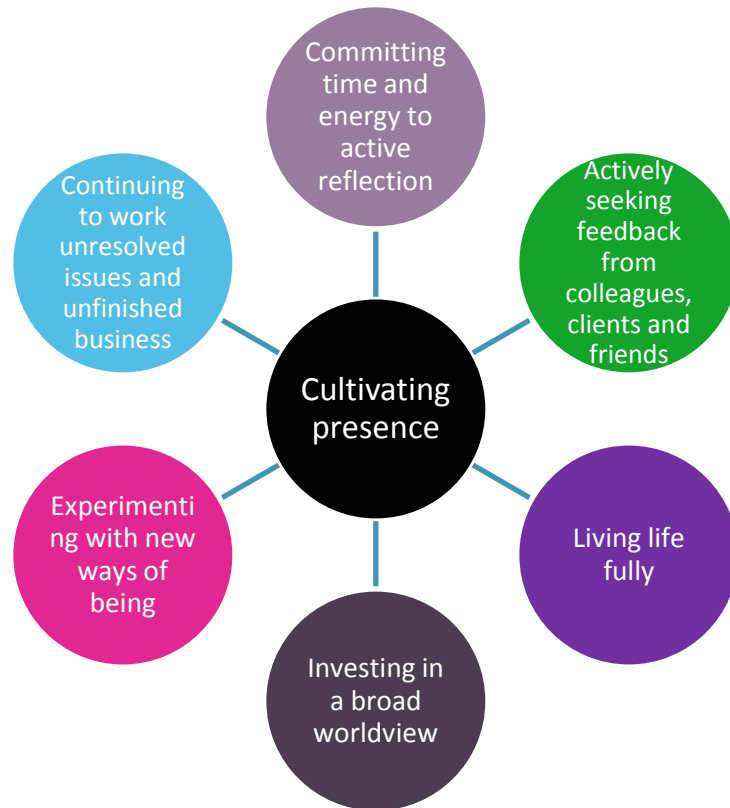 Committing
time and
energy to
active
reflection
Actively
seeking
feedback
from
colleagues,
clients and
friends
Living life
fully
Investing in
a broad
worldview
Experimenti
ng with new
ways of
being
Continuing
to work
unresolved
issues and
unfinished
business
Cultivating
presence